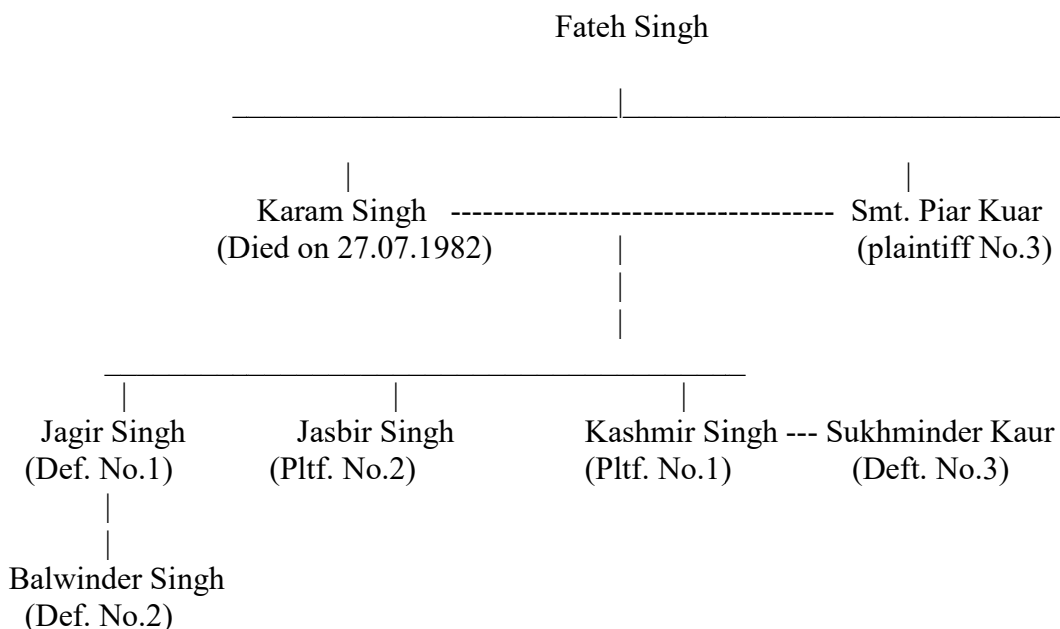 Fateh Singh
Karam Singh ------------------------------------ Smt. Piar Kuar
(Died on 27.07.1982) (plaintiff No.3)
Jagir Singh Jasbir Singh Kashmir Singh --- Sukhminder Kaur
(Def. No.1) (Pltf. No.2) (Pltf. No.1) (Deft. No.3)
Balwinder Singh
(Def. No.2)